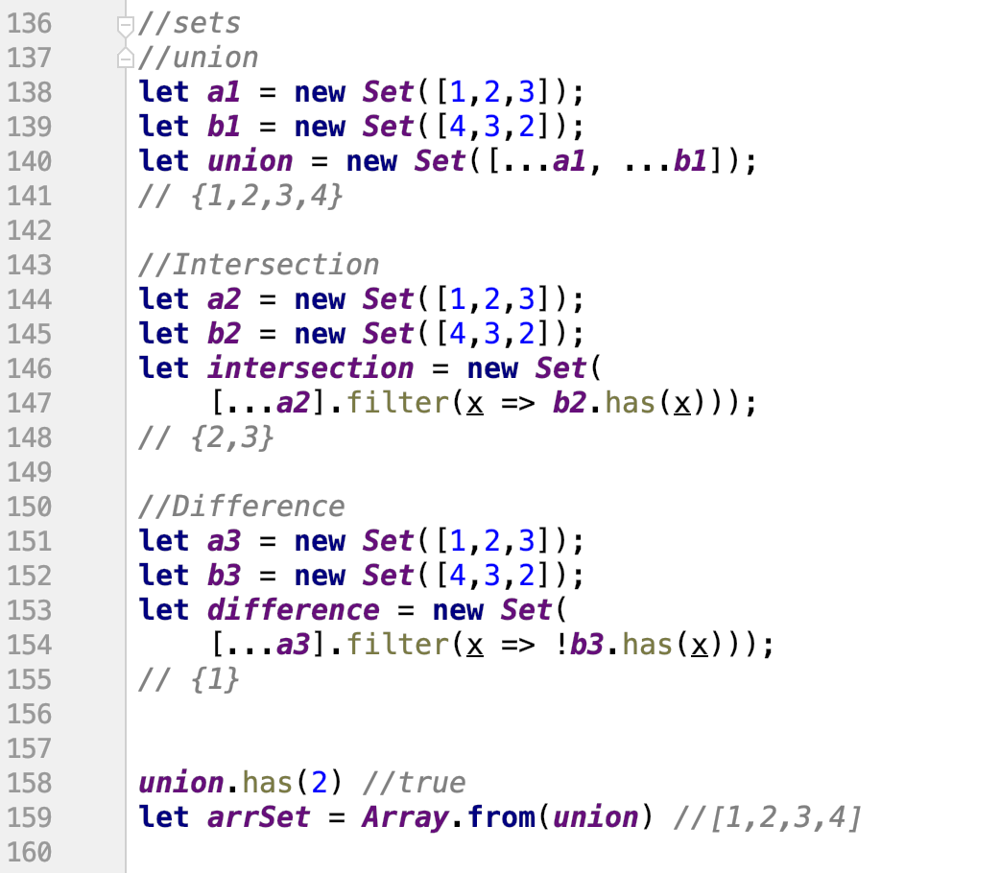 136 //sets
137 //union
138 let a1 = new Set([1,2,3]);
139 let b1 = new Set([4,3,2]);
140 let union = new Set([...a1, ...b1]);
141 // {1,2,3,4}
142
143 //Intersection
144 let a2 = new Set([1,2,3]);
145 let b2 = new Set([4,3,2]);
146 let intersection = new Set(
147     [...a2].filter(x => b2.has(x)));
148 // {2,3}
149
150 //Difference
151 let a3 = new Set([1,2,3]);
152 let b3 = new Set([4,3,2]);
153 let difference = new Set(
154     [...a3].filter(x => !b3.has(x)));
155 // {1}
156
157
158 union.has(2) //true
159 let arrSet = Array.from(union) //[1,2,3,4]
160